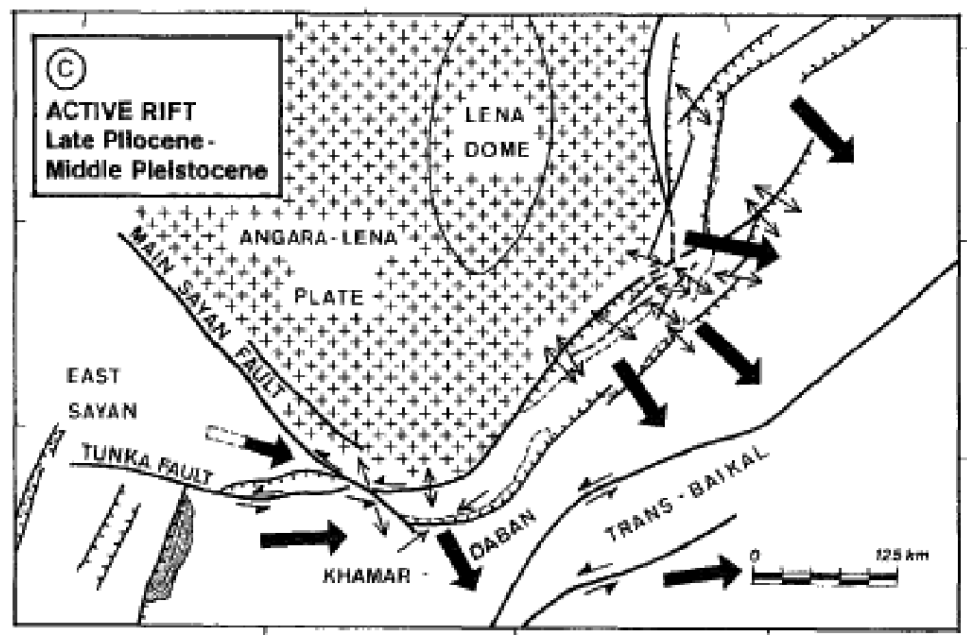 C
ACTIVE RIFT
Late Pliocene-
Middle Pleistocene
LENA
DOME
ANGARA-LENA
PLATE
MAIN SAYAN FAULT
EAST
SAYAN
TUNKA FAULT
KHAMAR - DABAN
TRANS - BAIKAL
0 125 km